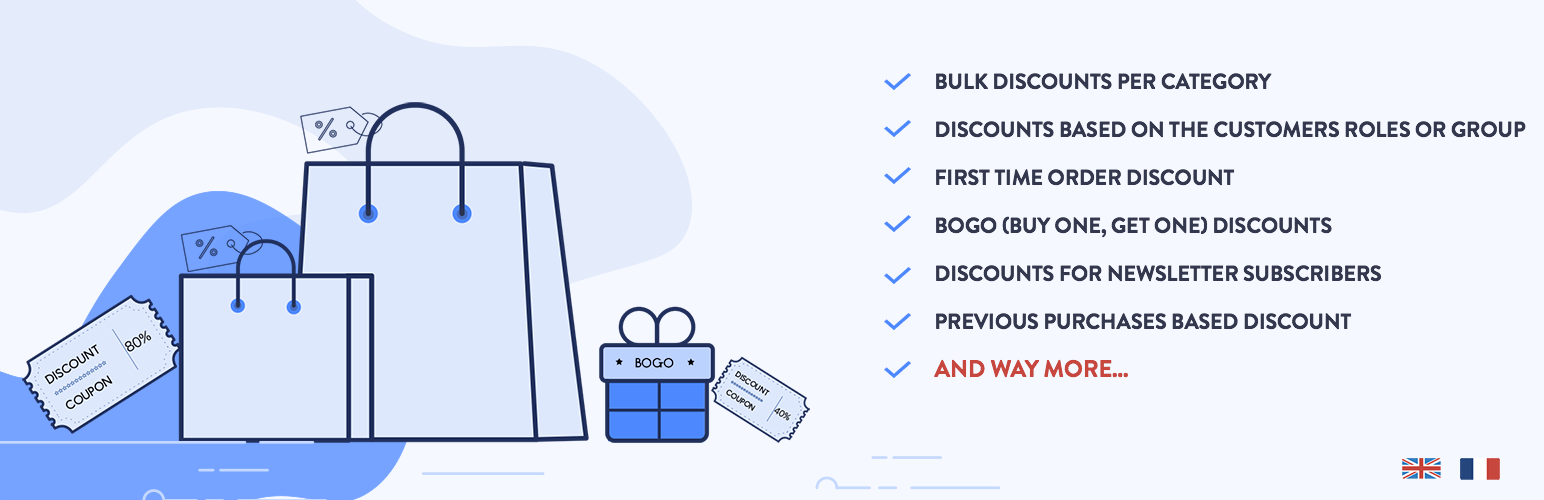 DISCOUNT
COUPON
80%
%
%
BOGO
DISCOUNT
COUPON
40%
BULK DISCOUNTS PER CATEGORY
DISCOUNTS BASED ON THE CUSTOMERS ROLES OR GROUP
FIRST TIME ORDER DISCOUNT
BOGO (BUY ONE, GET ONE) DISCOUNTS
DISCOUNTS FOR NEWSLETTER SUBSCRIBERS
PREVIOUS PURCHASES BASED DISCOUNT
AND WAY MORE...